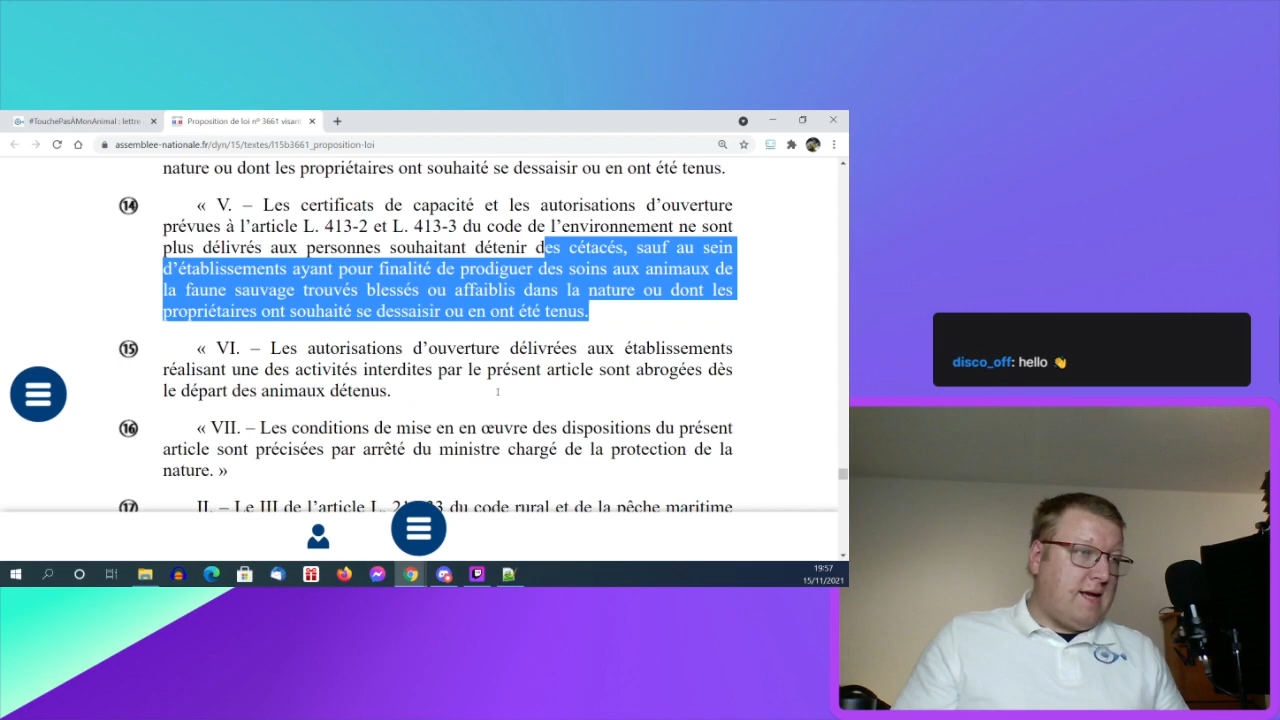 #TouchePasÀMonAnimal : lettre
Proposition de loi nº 3661 visant
assemblee-nationale.fr/dyn/15/textes/l15b3661_proposition-loi
nature ou dont les propriétaires ont souhaité se dessaisir ou en ont été tenus.
14 « V. – Les certificats de capacité et les autorisations d’ouverture
prévues à l’article L. 413-2 et L. 413-3 du code de l’environnement ne sont
plus délivrés aux personnes souhaitant détenir des cétacés, sauf au sein
d’établissements ayant pour finalité de prodiguer des soins aux animaux de
la faune sauvage trouvés blessés ou affaiblis dans la nature ou dont les
propriétaires ont souhaité se dessaisir ou en ont été tenus.
15 « VI. – Les autorisations d’ouverture délivrées aux établissements
réalisant une des activités interdites par le présent article sont abrogées dès
le départ des animaux détenus.
16 « VII. – Les conditions de mise en en œuvre des dispositions du présent
article sont précisées par arrêté du ministre chargé de la protection de la
nature. »
17 II. – Le III de l’article L. du code rural et de la pêche maritime
19:57
15/11/2021
disco_off: hello 👋